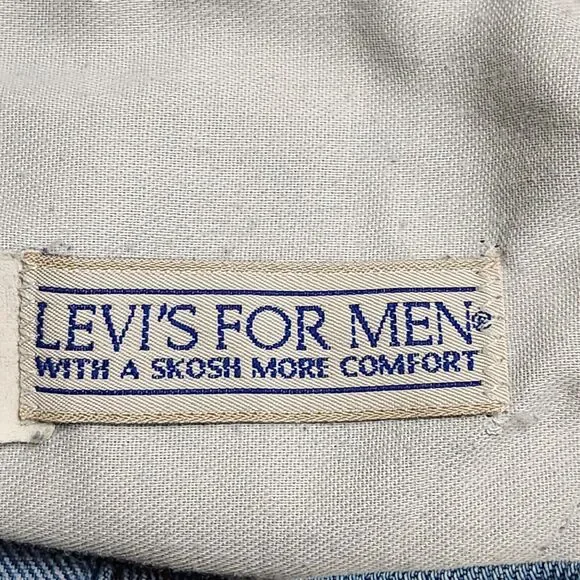 LEVI'S FOR MEN®
WITH A SKOSH MORE COMFORT